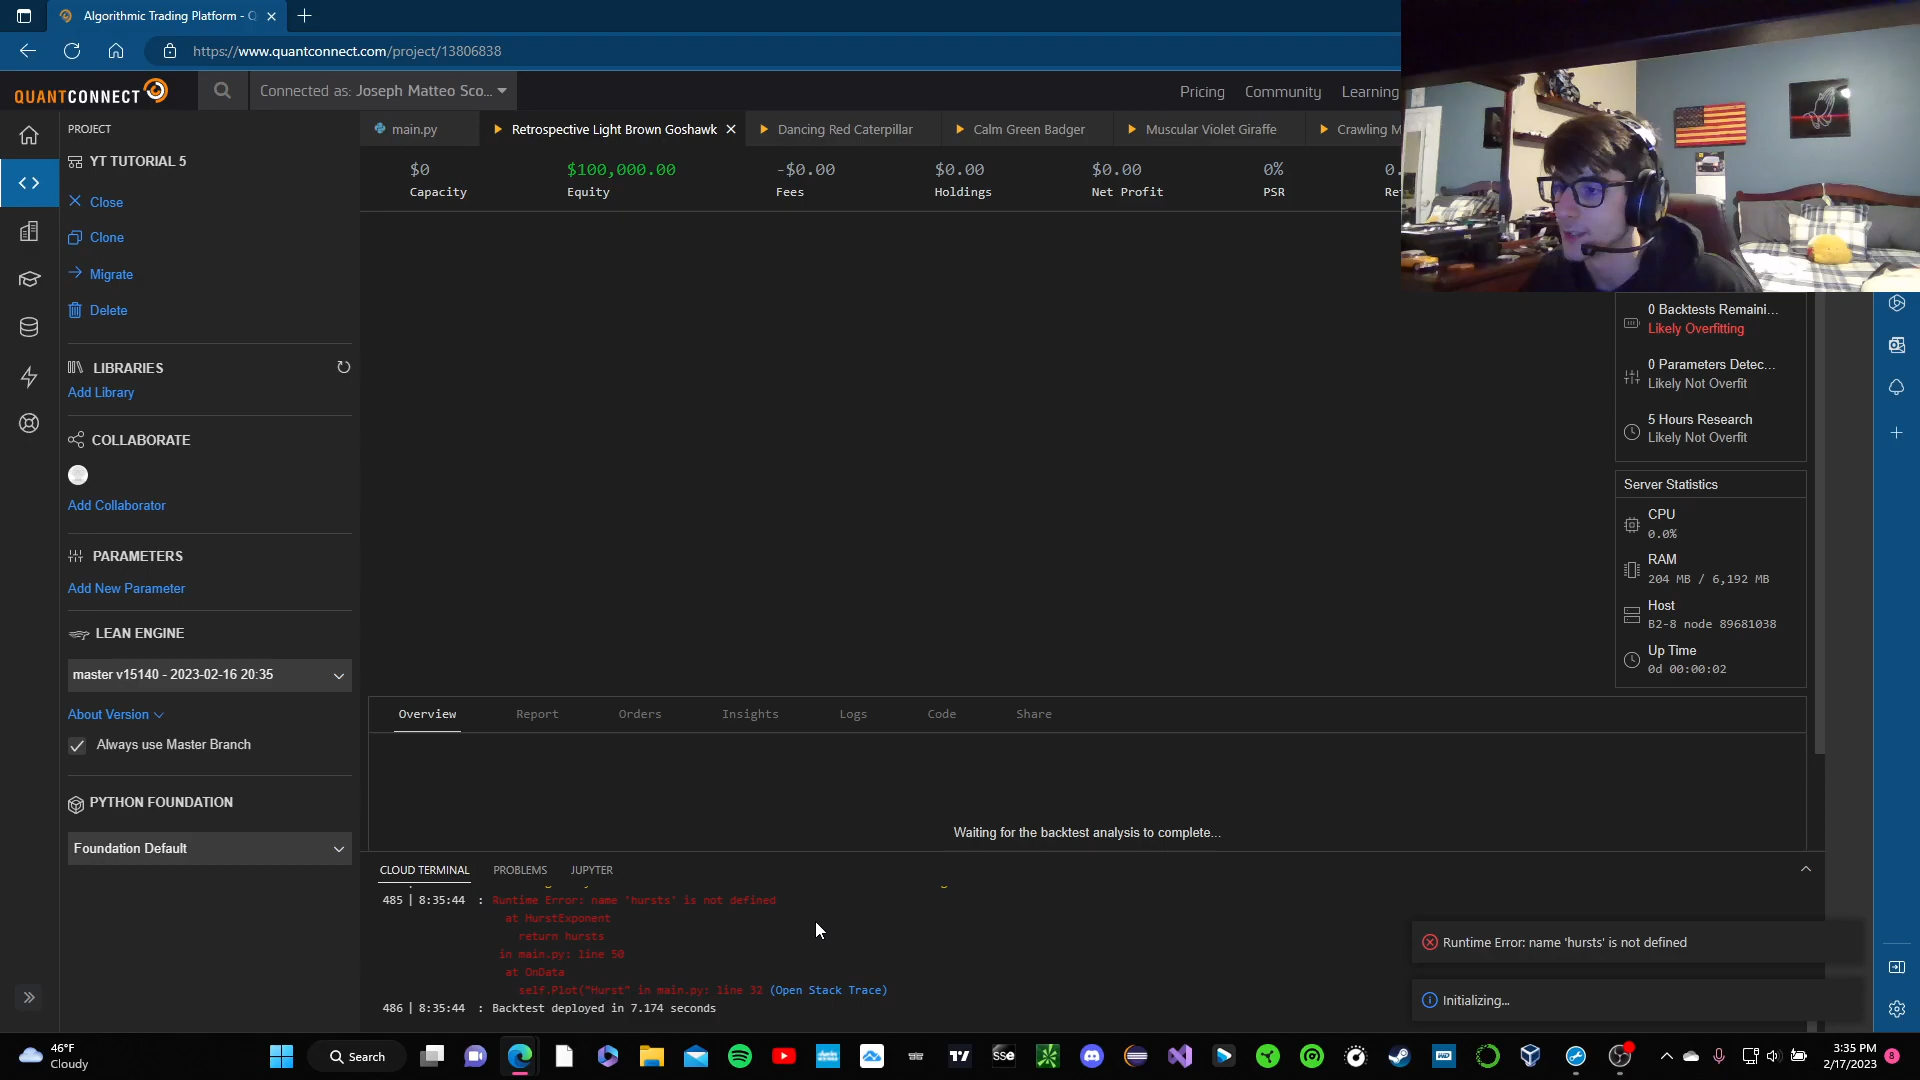 Algorithmic Trading Platform - Q
https://www.quantconnect.com/project/13806838
QUANTCONNECT
Connected as: Joseph Matteo Sco...
Pricing
Community
Learning
PROJECT
main.py
Retrospective Light Brown Goshawk
Dancing Red Caterpillar
Calm Green Badger
Muscular Violet Giraffe
Crawling M
YT TUTORIAL 5
Close
Clone
Migrate
Delete
$0
Capacity
$100,000.00
Equity
-$0.00
Fees
$0.00
Holdings
$0.00
Net Profit
0%
PSR
0.
Ret
LIBRARIES
Add Library
COLLABORATE
Add Collaborator
PARAMETERS
Add New Parameter
LEAN ENGINE
master v15140 - 2023-02-16 20:35
About Version
Always use Master Branch
PYTHON FOUNDATION
Foundation Default
0 Backtests Remaini...
Likely Overfitting
0 Parameters Detec...
Likely Not Overfit
5 Hours Research
Likely Not Overfit
Server Statistics
CPU
0.0%
RAM
204 MB / 6,192 MB
Host
B2-8 node 89681038
Up Time
0d 00:00:02
Overview
Report
Orders
Insights
Logs
Code
Share
Waiting for the backtest analysis to complete...
CLOUD TERMINAL
PROBLEMS
JUPYTER
485 | 8:35:44 : Runtime Error: name 'hursts' is not defined
at HurstExponent
return hursts
in main.py: line 50
at OnData
self.Plot("Hurst" in main.py: line 32 (Open Stack Trace)
486 | 8:35:44 : Backtest deployed in 7.174 seconds
Runtime Error: name 'hursts' is not defined
Initializing...
46°F
Cloudy
Search
3:35 PM
2/17/2023
8